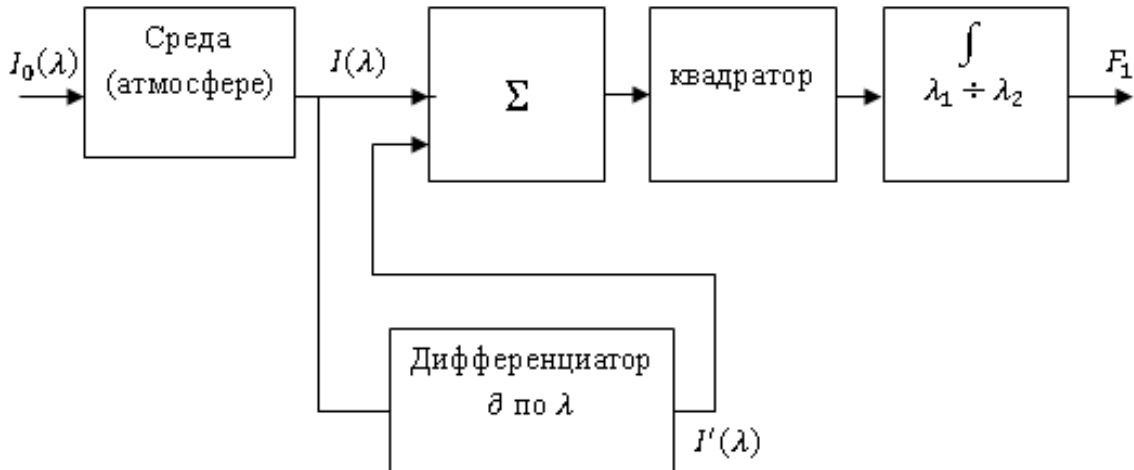 I₀(λ)
Среда
(атмосфере)
I(λ)
Σ
квадратор
∫
λ₁ ÷ λ₂
F₁
Дифференциатор
∂ по λ
I′(λ)